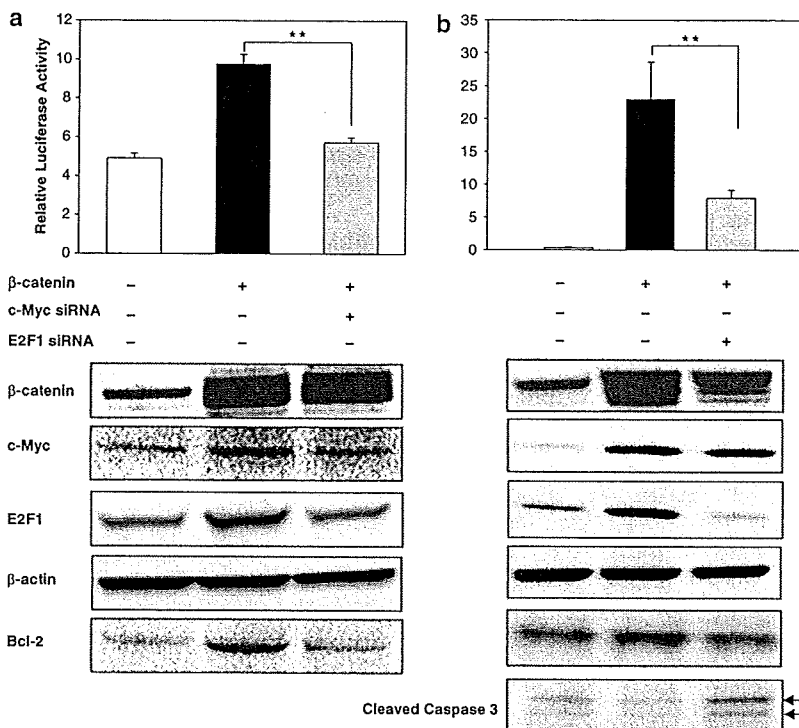 a
b
Relative Luciferase Activity
12
10
8
6
4
2
0
**
35
30
25
20
15
10
5
0
**
β-catenin - + + - + +
c-Myc siRNA - - + - - -
E2F1 siRNA - - - - - +
β-catenin
c-Myc
E2F1
β-actin
Bcl-2
Cleaved Caspase 3